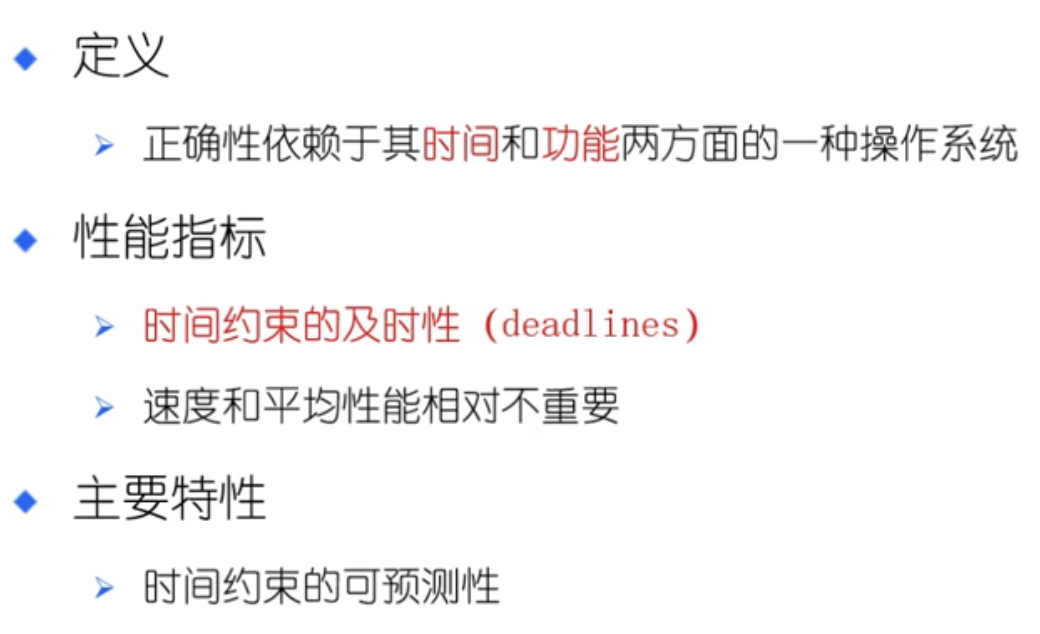 定义
正确性依赖于其时间和功能两方面的一种操作系统
性能指标
时间约束的及时性（deadlines）
速度和平均性能相对不重要
主要特性
时间约束的可预测性